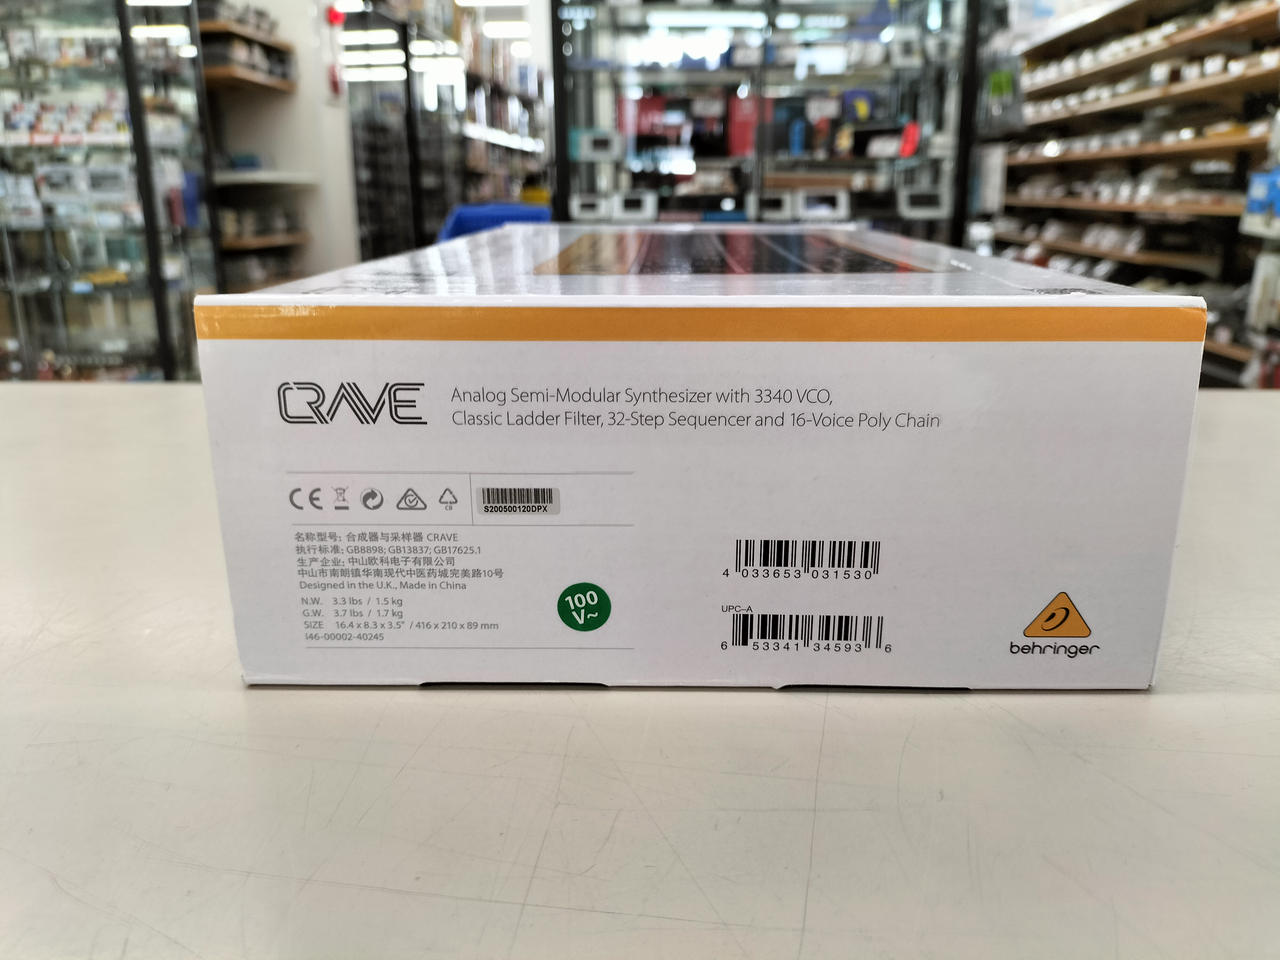 CRAVE
Analog Semi-Modular Synthesizer with 3340 VCO,
Classic Ladder Filter, 32-Step Sequencer and 16-Voice Poly Chain
CE
CB
S200500120DPX
名称型号: 合成器与采样器 CRAVE
执行标准: GB8898; GB13837; GB17625.1
生产企业: 中山欧科电子有限公司
中山市南朗镇华南现代中医药城完美路10号
Designed in the U.K., Made in China
N.W. 3.3 lbs / 1.5 kg
G.W. 3.7 lbs / 1.7 kg
SIZE 16.4 x 8.3 x 3.5" / 416 x 210 x 89 mm
I46-00002-40245
100
V~
4 033653 031530
UPC-A
6 53341 34593 6
behringer